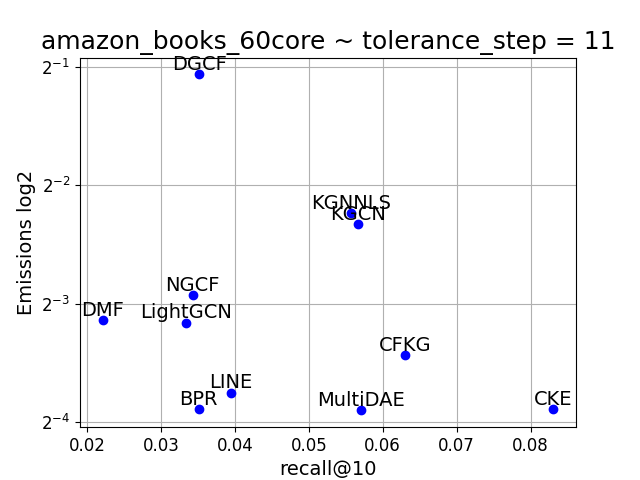 amazon_books_60core ~ tolerance_step = 11
2⁻¹
DGCF
2⁻²
KGNNLS
KGCN
Emissions log2
NGCF
2⁻³
DMF
LightGCN
CFKG
LINE
BPR
MultiDAE
CKE
2⁻⁴
0.02 0.03 0.04 0.05 0.06 0.07 0.08
recall@10